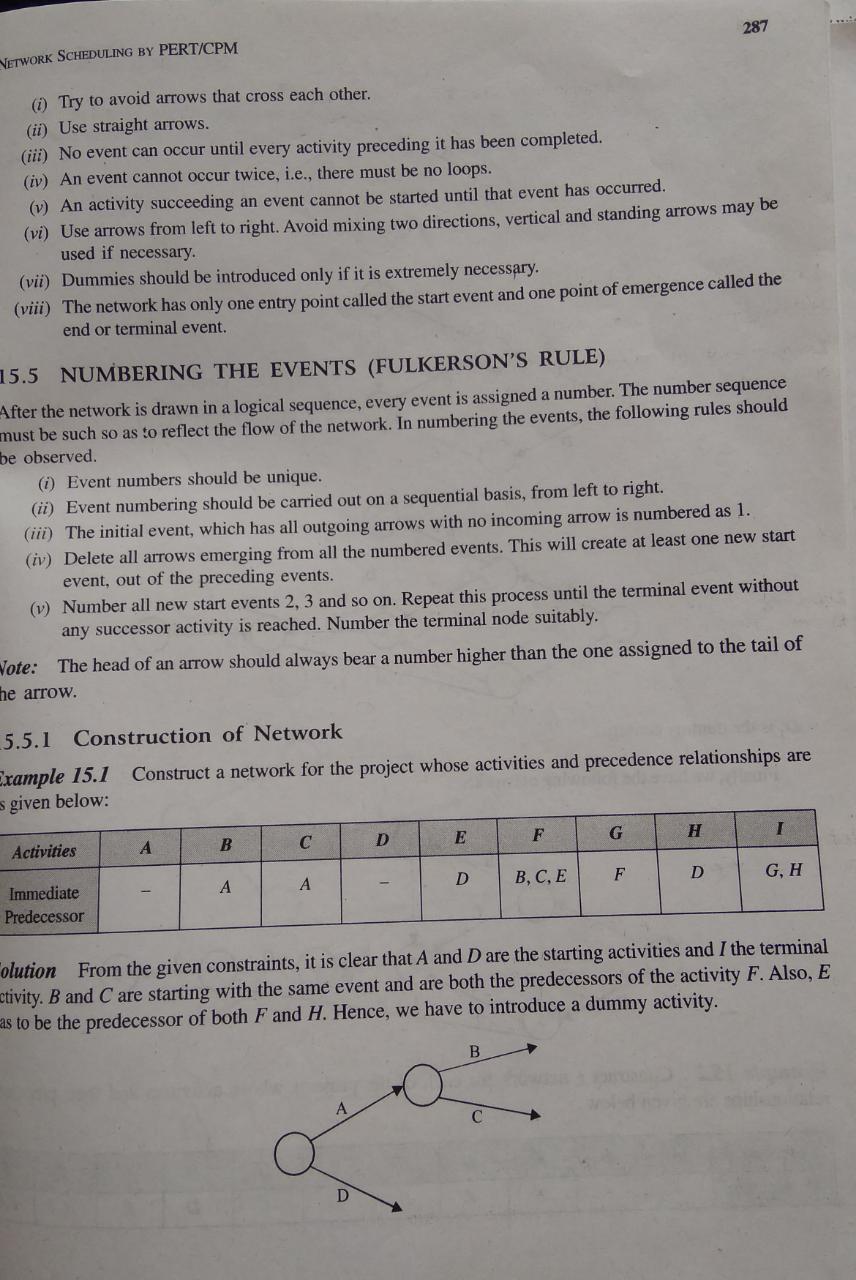 287
NETWORK SCHEDULING BY PERT/CPM
(i) Try to avoid arrows that cross each other.
(ii) Use straight arrows.
(iii) No event can occur until every activity preceding it has been completed.
(iv) An event cannot occur twice, i.e., there must be no loops.
(v) An activity succeeding an event cannot be started until that event has occurred.
(vi) Use arrows from left to right. Avoid mixing two directions, vertical and standing arrows may be
used if necessary.
(vii) Dummies should be introduced only if it is extremely necessary.
(viii) The network has only one entry point called the start event and one point of emergence called the
end or terminal event.
15.5 NUMBERING THE EVENTS (FULKERSON'S RULE)
After the network is drawn in a logical sequence, every event is assigned a number. The number sequence
must be such so as to reflect the flow of the network. In numbering the events, the following rules should
be observed.
(i) Event numbers should be unique.
(ii) Event numbering should be carried out on a sequential basis, from left to right.
(iii) The initial event, which has all outgoing arrows with no incoming arrow is numbered as 1.
(iv) Delete all arrows emerging from all the numbered events. This will create at least one new start
event, out of the preceding events.
(v) Number all new start events 2, 3 and so on. Repeat this process until the terminal event without
any successor activity is reached. Number the terminal node suitably.
Note: The head of an arrow should always bear a number higher than the one assigned to the tail of
he arrow.
5.5.1 Construction of Network
Example 15.1 Construct a network for the project whose activities and precedence relationships are
s given below:
Activities A B C D E F G H I
Immediate Predecessor – A A – D B, C, E F D G, H
olution From the given constraints, it is clear that A and D are the starting activities and I the terminal
ctivity. B and C are starting with the same event and are both the predecessors of the activity F. Also, E
as to be the predecessor of both F and H. Hence, we have to introduce a dummy activity.
B
A
C
D